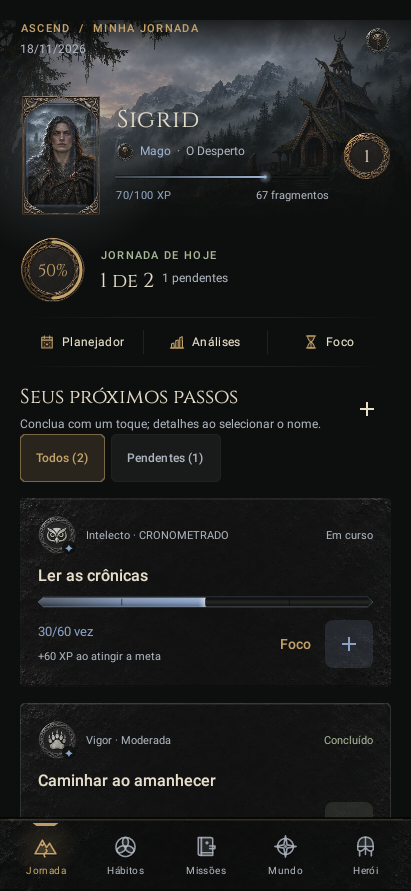 ASCEND / MINHA JORNADA
18/11/2026
Sigrid
Mago · O Desperto
1
70/100 XP
67 fragmentos
50%
JORNADA DE HOJE
1 DE 2 1 pendentes
Planejador
Análises
Foco
Seus próximos passos
Conclua com um toque; detalhes ao selecionar o nome.
+
Todos (2)
Pendentes (1)
Intelecto · CRONOMETRADO
Em curso
Ler as crônicas
30/60 vez
+60 XP ao atingir a meta
Foco
+
Vigor · Moderada
Concluído
Caminhar ao amanhecer
Jornada
Hábitos
Missões
Mundo
Herói